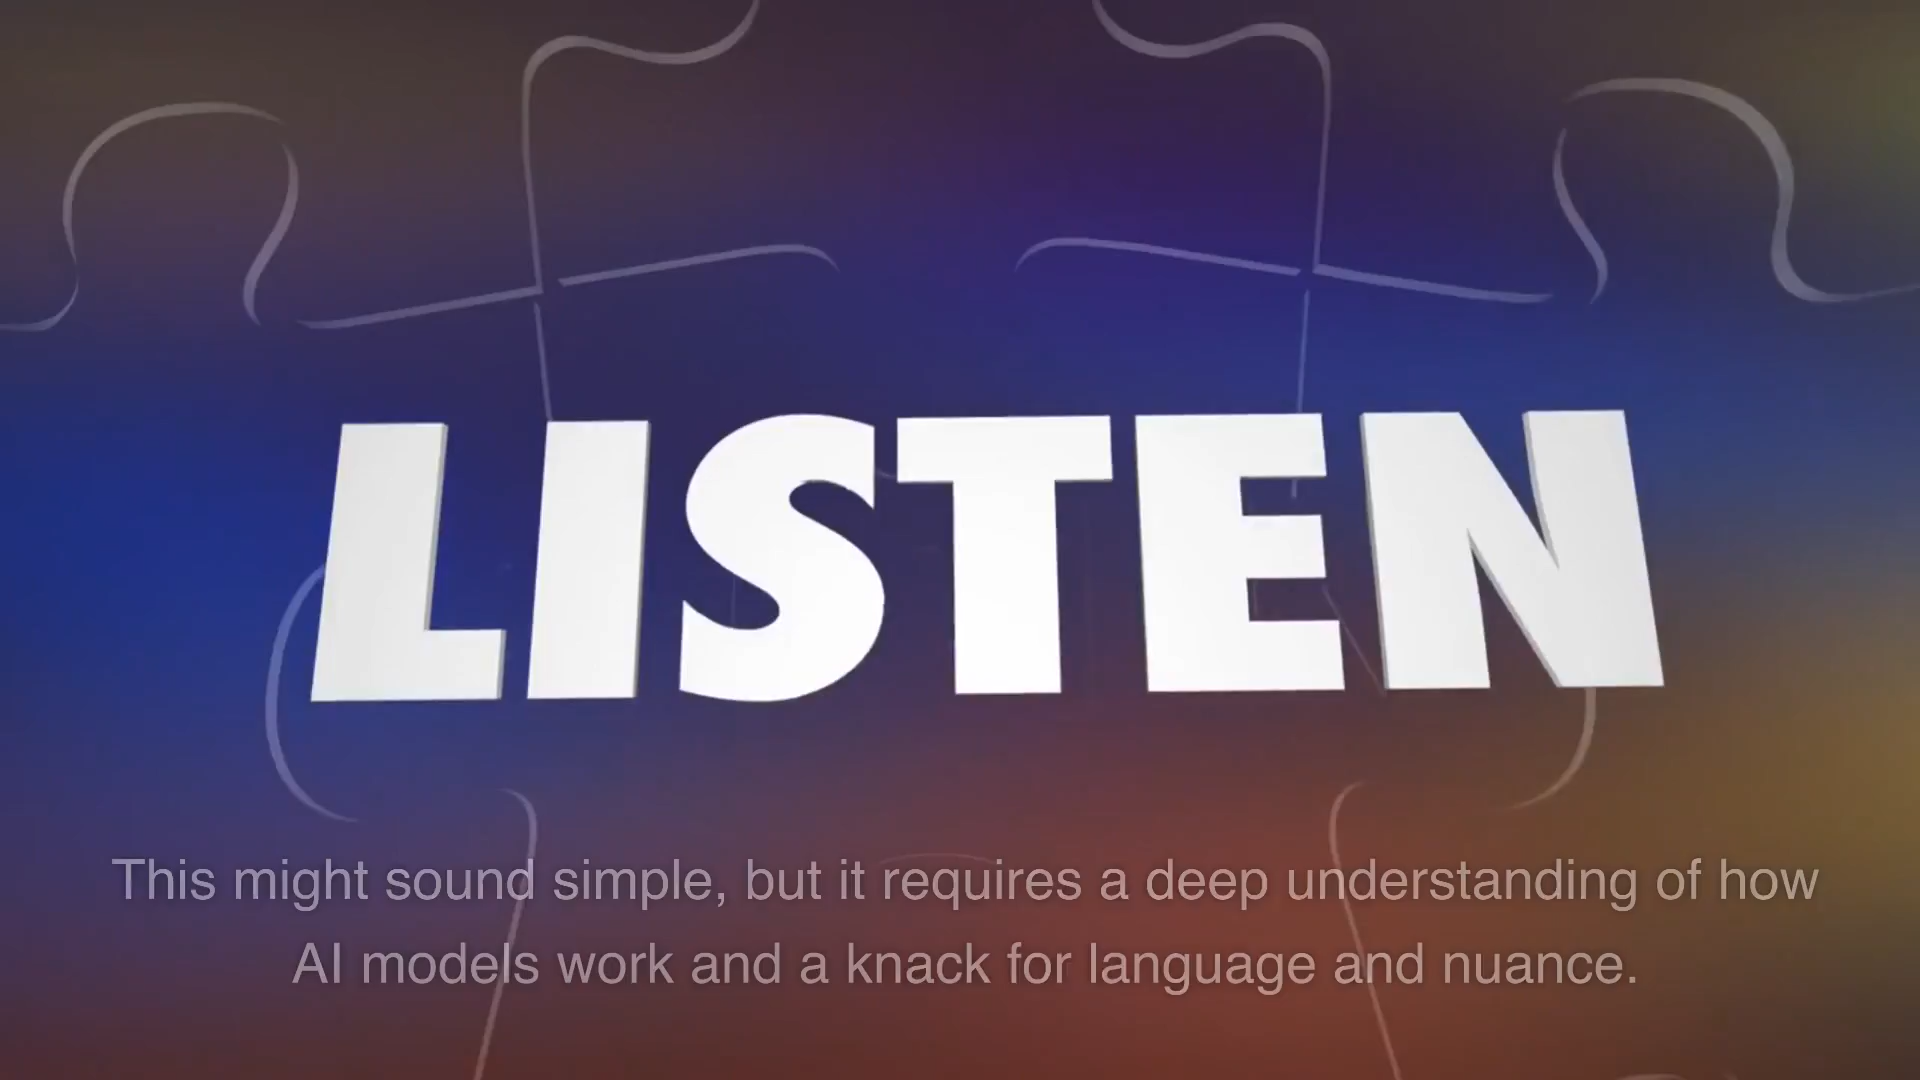 LISTEN
This might sound simple, but it requires a deep understanding of how
AI models work and a knack for language and nuance.